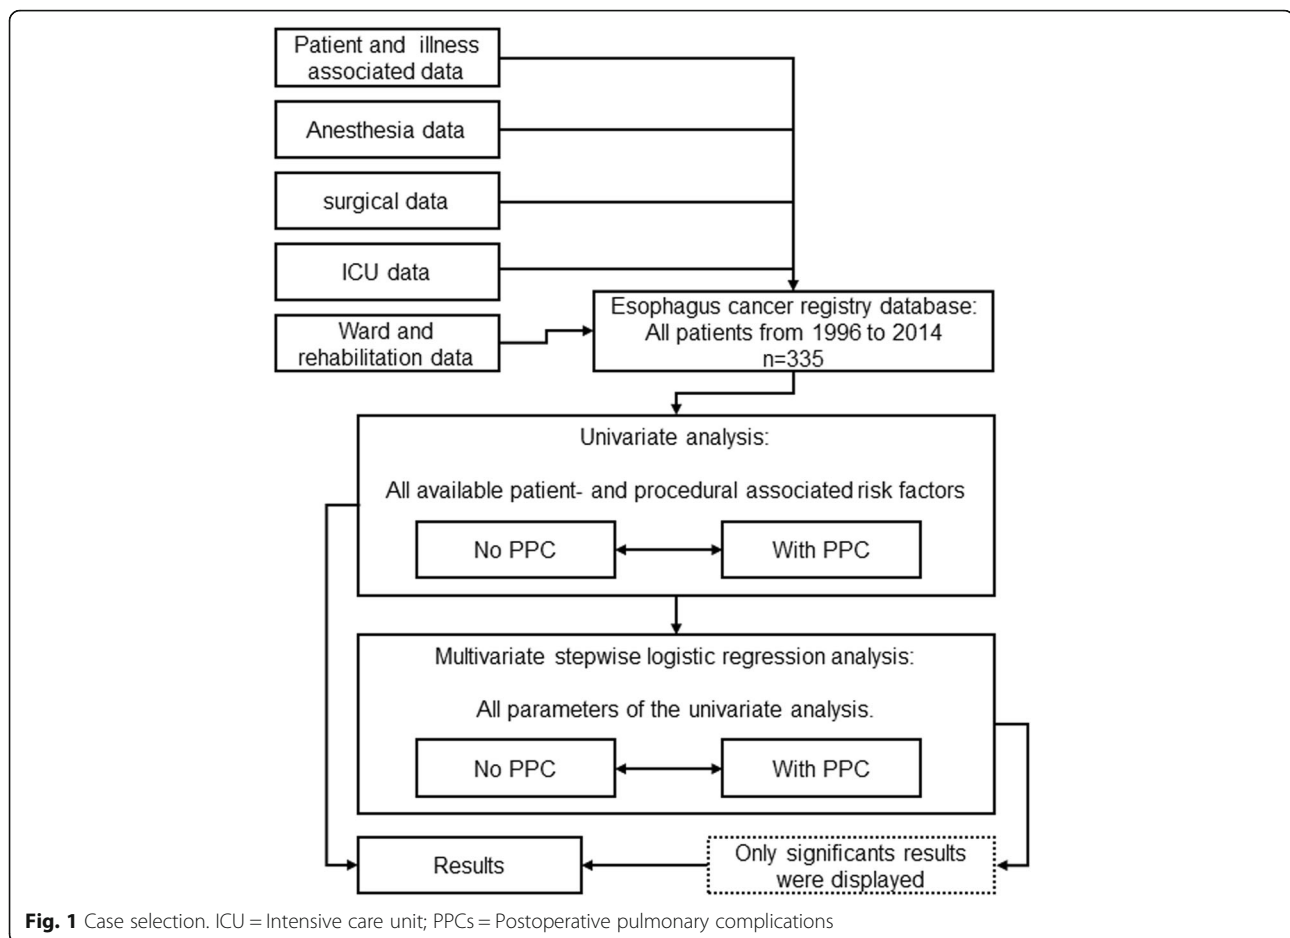 Patient and illness
associated data
Anesthesia data
surgical data
ICU data
Ward and
rehabilitation data
Esophagus cancer registry database:
All patients from 1996 to 2014
n=335
Univariate analysis:
All available patient- and procedural associated risk factors
No PPC
With PPC
Multivariate stepwise logistic regression analysis:
All parameters of the univariate analysis.
No PPC
With PPC
Results
Only significants results
were displayed
Fig. 1 Case selection. ICU = Intensive care unit; PPCs = Postoperative pulmonary complications